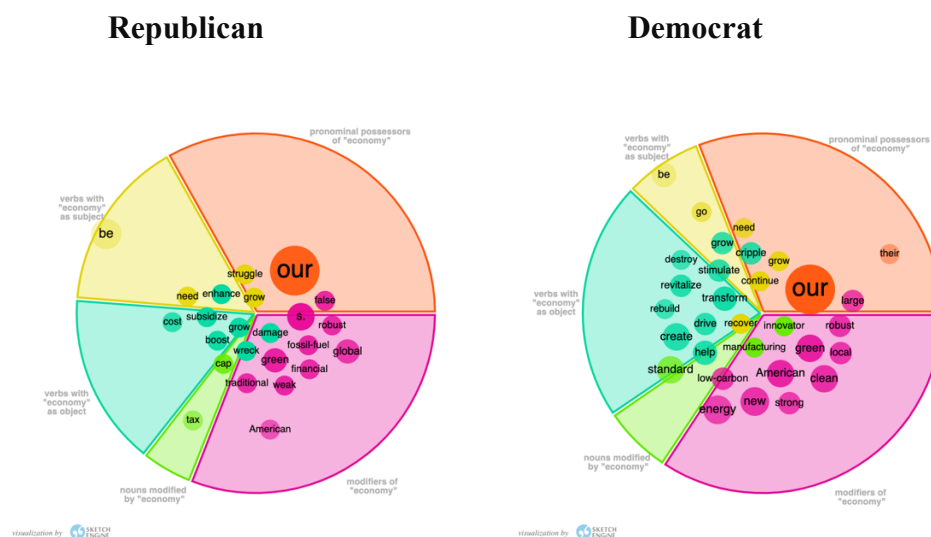 Republican
Democrat
pronominal possessors
of "economy"
verbs with
"economy"
as subject
be
struggle
our
need
enhance
grow
false
s.
cost
subsidize
grow
damage
robust
boost
fossil-fuel
wreck
global
green
cap
financial
traditional
weak
tax
American
verbs with
"economy"
as object
nouns modified
by "economy"
modifiers of
"economy"
visualization by
SKETCH
ENGINE
verbs with
"economy"
as subject
pronominal possessors
of "economy"
be
go
need
grow
cripple
their
destroy
grow
stimulate
continue
our
revitalize
transform
large
rebuild
drive
recover
innovator
robust
create
help
manufacturing
green
local
standard
low-carbon
American
clean
energy
new
strong
verbs with
"economy"
as object
nouns modified
by "economy"
modifiers of
"economy"
visualization by
SKETCH
ENGINE